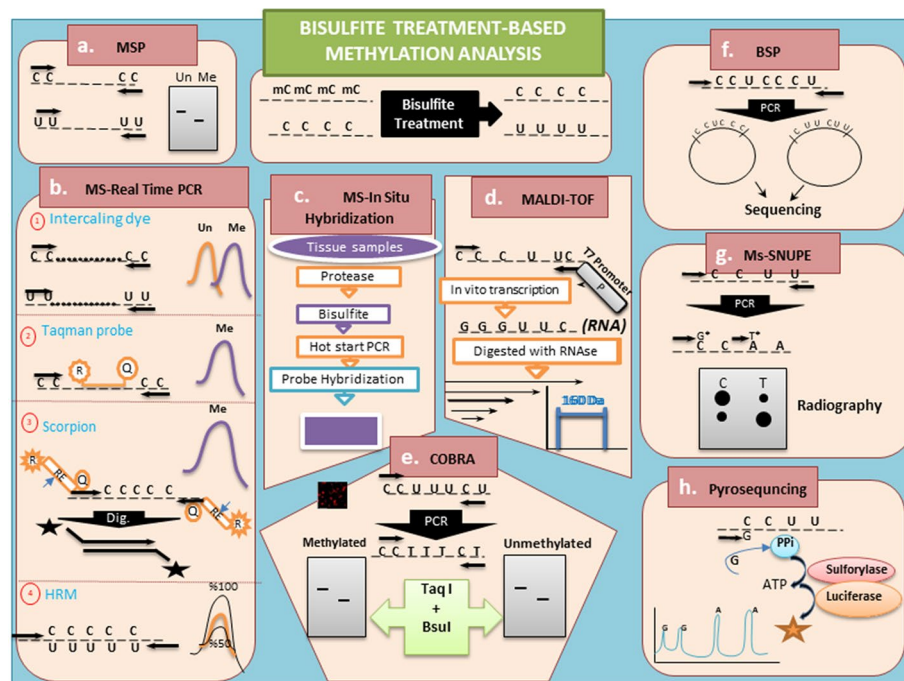 BISULFITE TREATMENT-BASED
METHYLATION ANALYSIS
mC mC mC mC
C C C C
Bisulfite
Treatment
C C C C
U U U U
a. MSP
C C C C
U U U U
Un Me
b. MS-Real Time PCR
1 Intercaling dye
C C C C
U U U U
Un Me
2 Taqman probe
R Q
C C C C
Me
3 Scorpion
Me
R
RE
Q
C C C C C
Q
RE
R
Dig.
4 HRM
C C C C C
U U U U U
%100
%50
c. MS-In Situ
Hybridization
Tissue samples
Protease
Bisulfite
Hot start PCR
Probe Hybridization
d. MALDI-TOF
C C C U U C
T7 Promoter
P
In vito transcription
G G G U U C (RNA)
Digested with RNAse
160 Da
e. COBRA
C C U U U C U
PCR
C C T T T C T
Methylated
Unmethylated
Taq I
+
BsuI
f. BSP
C C U C C C U
PCR
C C U C C C
C U U C U U
Sequencing
g. Ms-SNUPE
C C U U
PCR
G* T*
C C A A
C T
Radiography
h. Pyrosequncing
C C U U
G
PPi
G
Sulforylase
ATP
Luciferase
G G A A